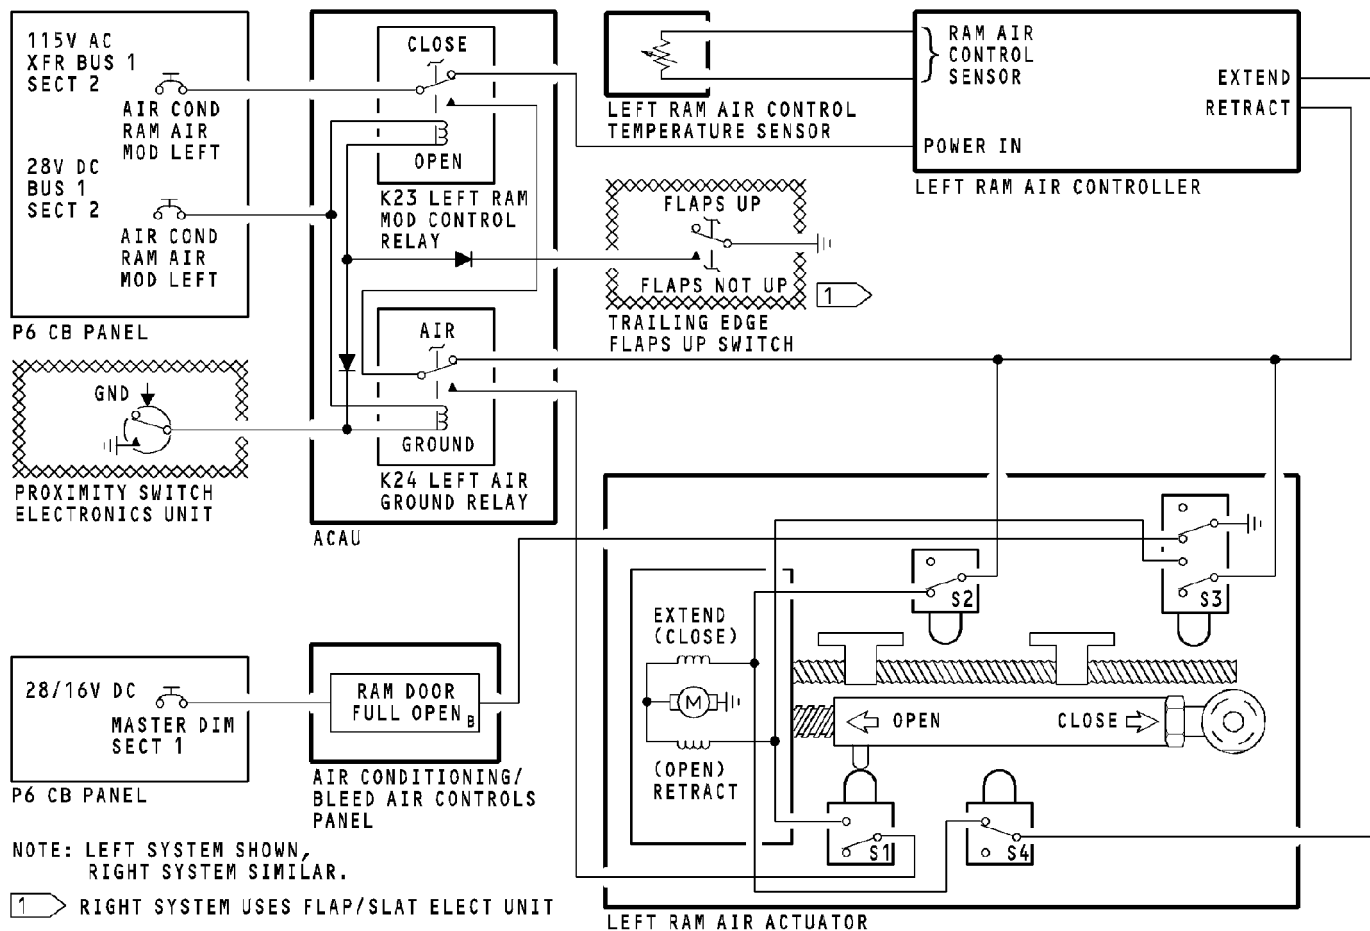 115V AC
XFR BUS 1
SECT 2
AIR COND
RAM AIR
MOD LEFT
28V DC
BUS 1
SECT 2
AIR COND
RAM AIR
MOD LEFT
P6 CB PANEL
GND
PROXIMITY SWITCH
ELECTRONICS UNIT
CLOSE
OPEN
K23 LEFT RAM
MOD CONTROL
RELAY
AIR
GROUND
K24 LEFT AIR
GROUND RELAY
ACAU
LEFT RAM AIR CONTROL
TEMPERATURE SENSOR
RAM AIR
CONTROL
SENSOR
EXTEND
RETRACT
POWER IN
LEFT RAM AIR CONTROLLER
FLAPS UP
FLAPS NOT UP
1
TRAILING EDGE
FLAPS UP SWITCH
28/16V DC
MASTER DIM
SECT 1
P6 CB PANEL
RAM DOOR
FULL OPEN
B
AIR CONDITIONING/
BLEED AIR CONTROLS
PANEL
S2
S3
EXTEND
(CLOSE)
M
(OPEN)
RETRACT
OPEN
CLOSE
S1
S4
LEFT RAM AIR ACTUATOR
NOTE: LEFT SYSTEM SHOWN,
RIGHT SYSTEM SIMILAR.
1 RIGHT SYSTEM USES FLAP/SLAT ELECT UNIT